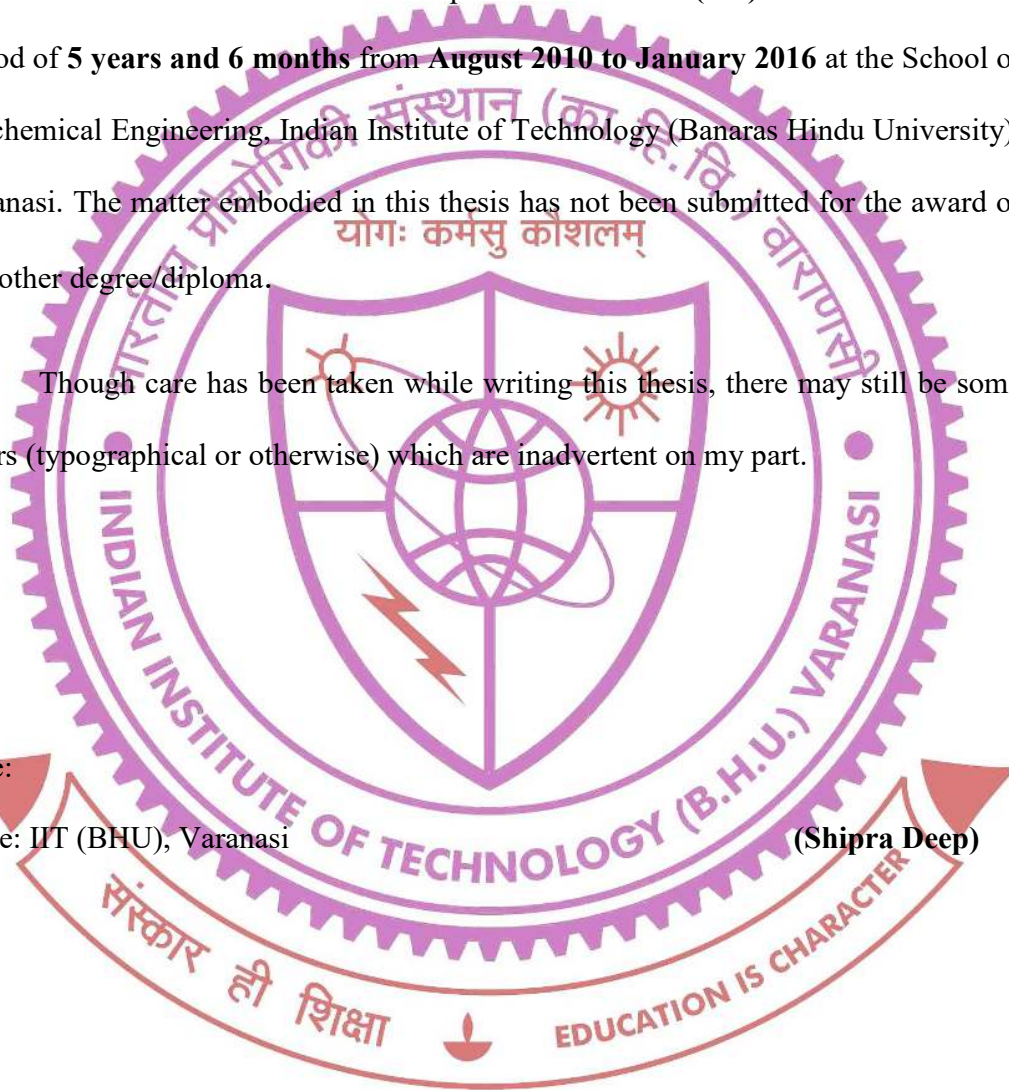 od of 5 years and 6 months from August 2010 to January 2016 at the School o
chemical Engineering, Indian Institute of Technology (Banaras Hindu University)
anasi. The matter embodied in this thesis has not been submitted for the award o
other degree/diploma.
Though care has been taken while writing this thesis, there may still be som
rs (typographical or otherwise) which are inadvertent on my part.
e:
e: IIT (BHU), Varanasi
(Shipra Deep)
भारतीय प्रौद्योगिकी संस्थान (का.हि.वि.) वाराणसी
योगः कर्मसु कौशलम्
INDIAN INSTITUTE OF TECHNOLOGY (B.H.U.) VARANASI
संस्कार ही शिक्षा
EDUCATION IS CHARACTER